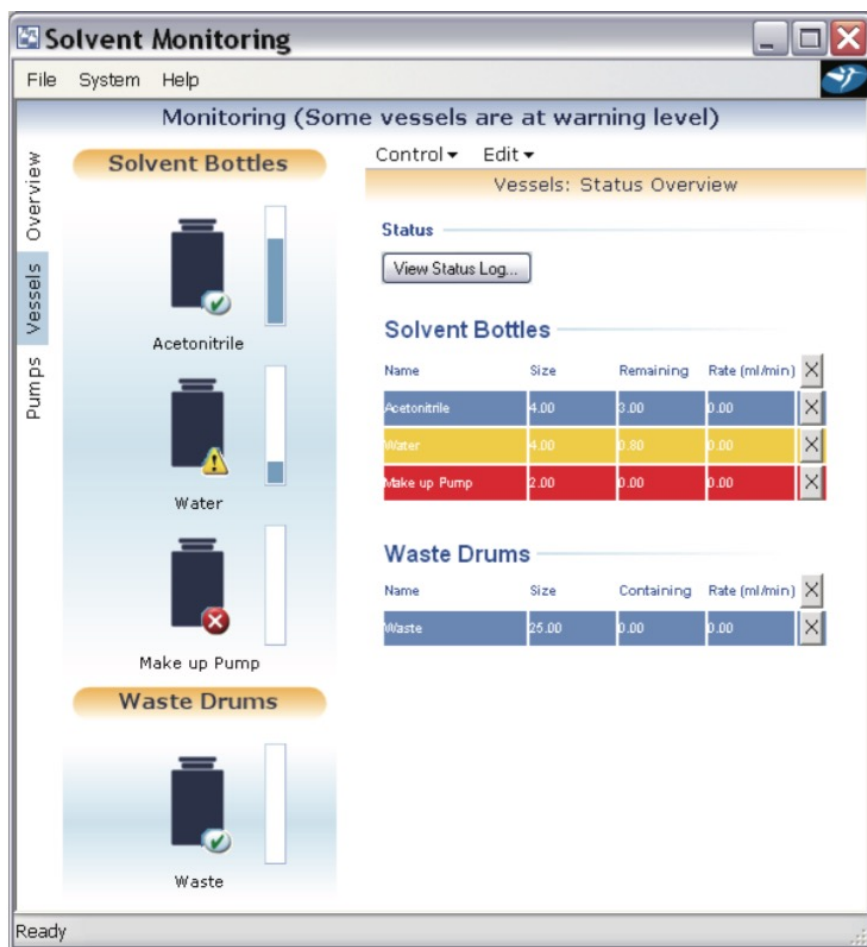 Solvent Monitoring
File System Help
Monitoring (Some vessels are at warning level)
Overview
Vessels
Pumps
Solvent Bottles
Acetonitrile
Water
Make up Pump
Waste Drums
Waste
Control Edit
Vessels: Status Overview
Status
View Status Log...
Solvent Bottles
Name Size Remaining Rate (ml/min)
Acetonitrile 4.00 3.00 0.00
Water 4.00 0.80 0.00
Make up Pump 2.00 0.00 0.00
Waste Drums
Name Size Containing Rate (ml/min)
Waste 25.00 0.00 0.00
Ready